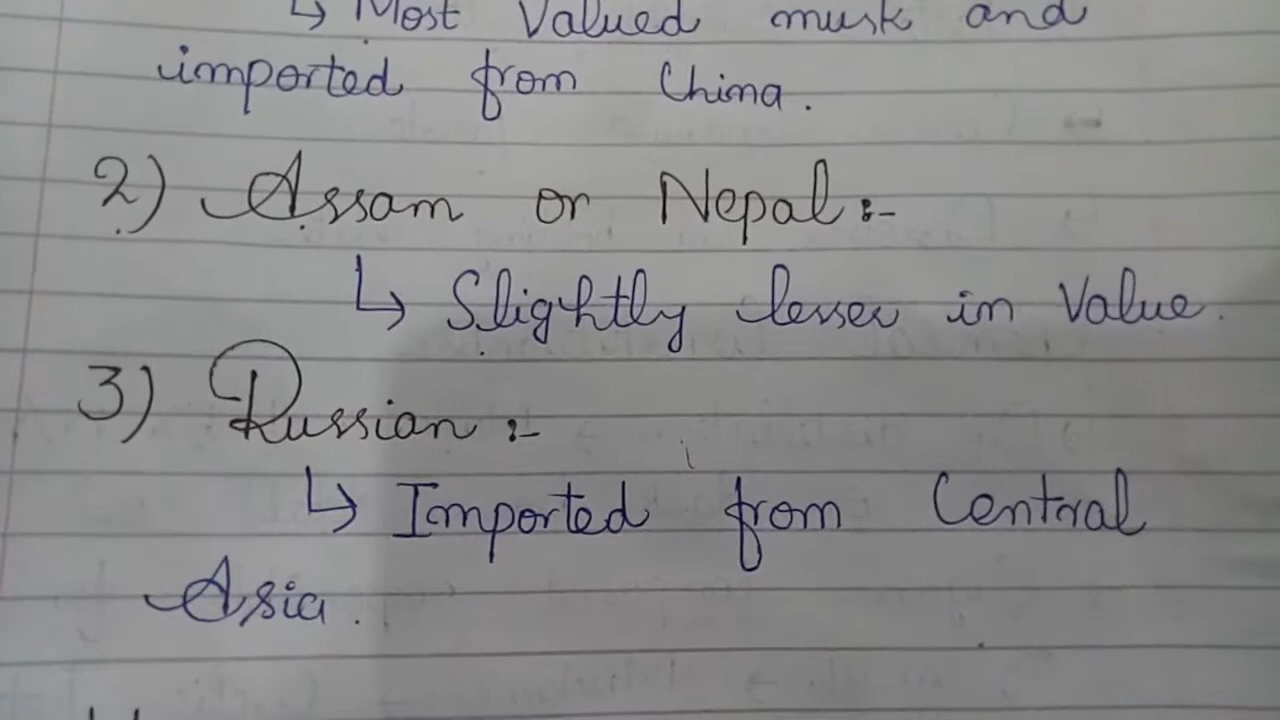 ↳ Most Valued musk and
imported from China.
2) Assam or Nepal :-
↳ Slightly lesser in Value.
3) Russian :-
↳ Imported from Central
Asia.